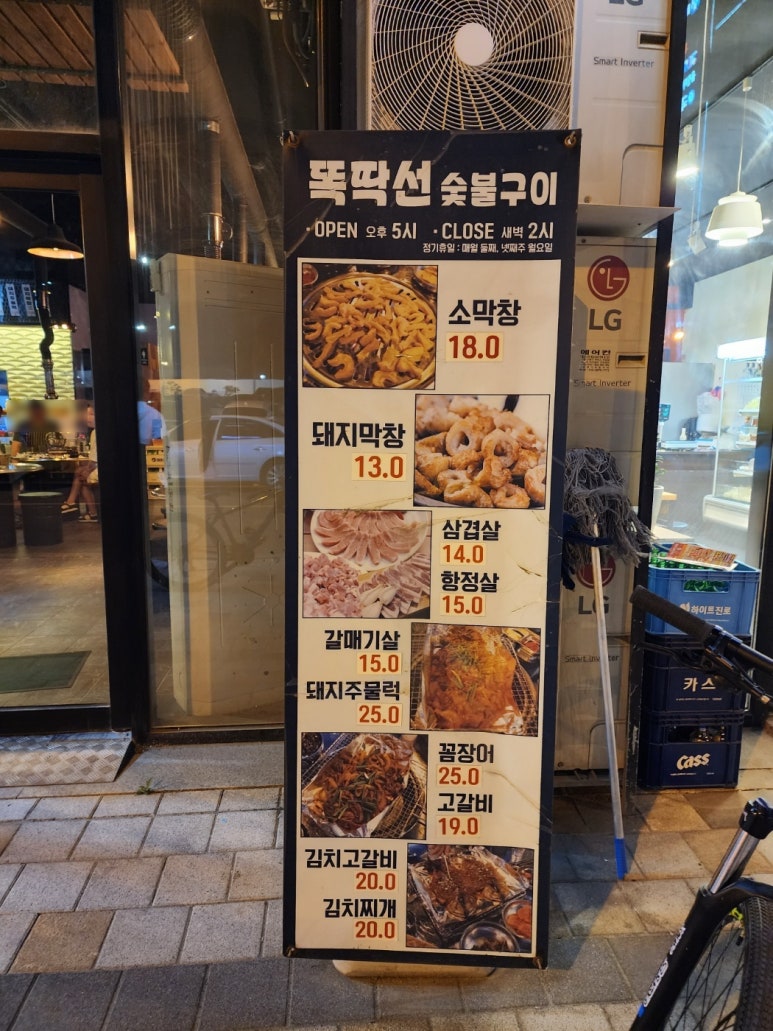 LG
Smart Inverter
똑딱선 숯불구이
·OPEN 오후 5시 ·CLOSE 새벽 2시
정기휴일 : 매월 둘째, 넷째주 월요일
소막창
18.0
돼지막창
13.0
삼겹살
14.0
항정살
15.0
갈매기살
15.0
돼지주물럭
25.0
꼼장어
25.0
고갈비
19.0
김치고갈비
20.0
김치찌개
20.0
LG
Smart Inverter
LG
Smart Inverter
하이트진로
카스
Cass